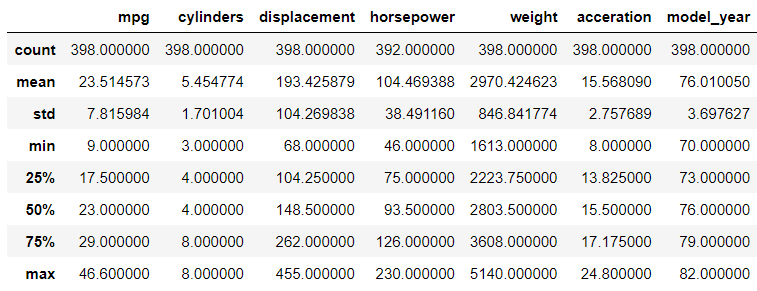 mpg cylinders displacement horsepower weight acceration model_year
count 398.000000 398.000000 398.000000 392.000000 398.000000 398.000000 398.000000
mean 23.514573 5.454774 193.425879 104.469388 2970.424623 15.568090 76.010050
std 7.815984 1.701004 104.269838 38.491160 846.841774 2.757689 3.697627
min 9.000000 3.000000 68.000000 46.000000 1613.000000 8.000000 70.000000
25% 17.500000 4.000000 104.250000 75.000000 2223.750000 13.825000 73.000000
50% 23.000000 4.000000 148.500000 93.500000 2803.500000 15.500000 76.000000
75% 29.000000 8.000000 262.000000 126.000000 3608.000000 17.175000 79.000000
max 46.600000 8.000000 455.000000 230.000000 5140.000000 24.800000 82.000000